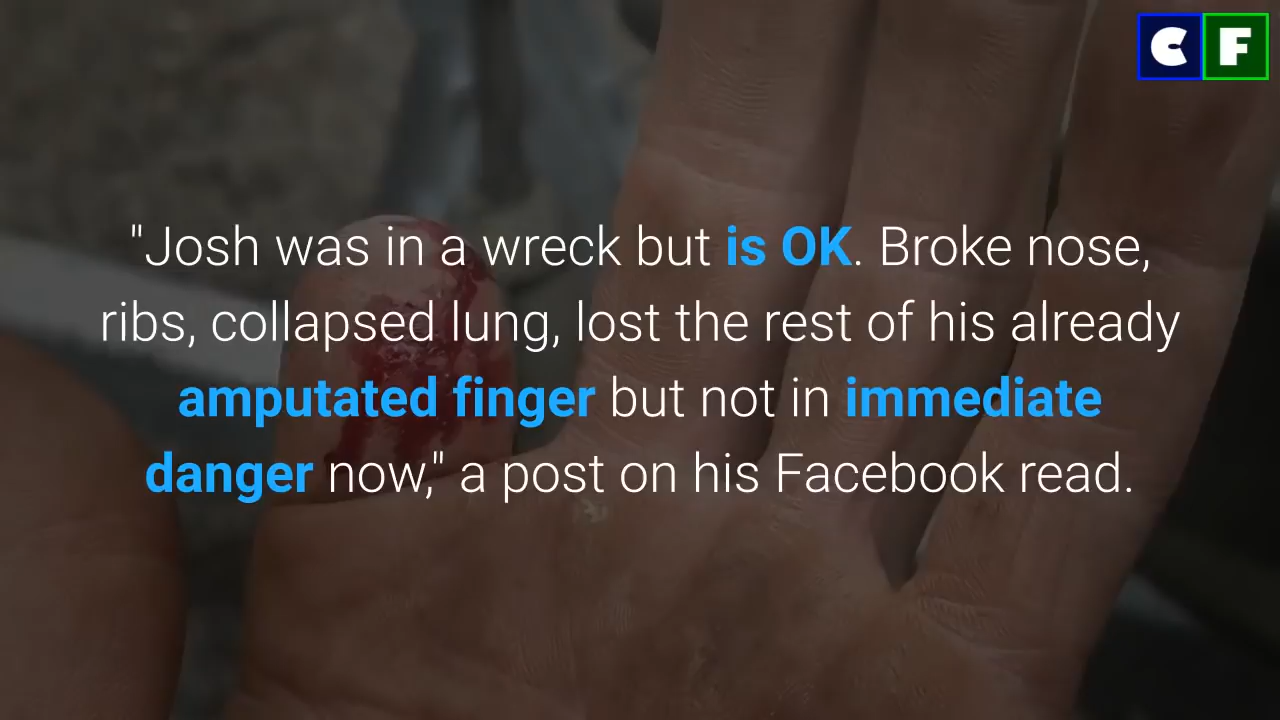 C F
"Josh was in a wreck but is OK. Broke nose,
ribs, collapsed lung, lost the rest of his already
amputated finger but not in immediate
danger now," a post on his Facebook read.